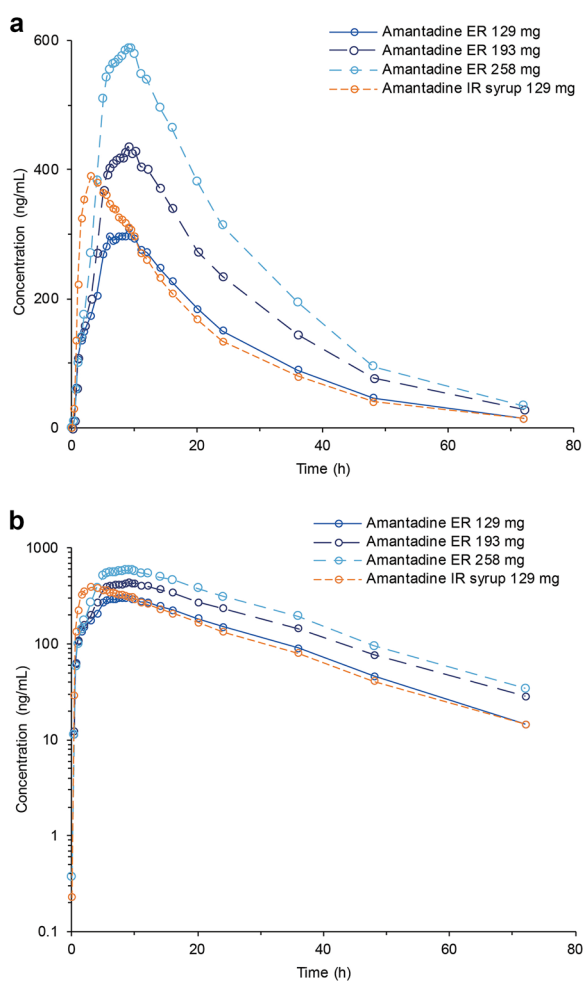 a
Amantadine ER 129 mg
Amantadine ER 193 mg
Amantadine ER 258 mg
Amantadine IR syrup 129 mg
Concentration (ng/mL)
600
400
200
0
0 20 40 60 80
Time (h)
b
Amantadine ER 129 mg
Amantadine ER 193 mg
Amantadine ER 258 mg
Amantadine IR syrup 129 mg
Concentration (ng/mL)
1000
100
10
1
0.1
0 20 40 60 80
Time (h)